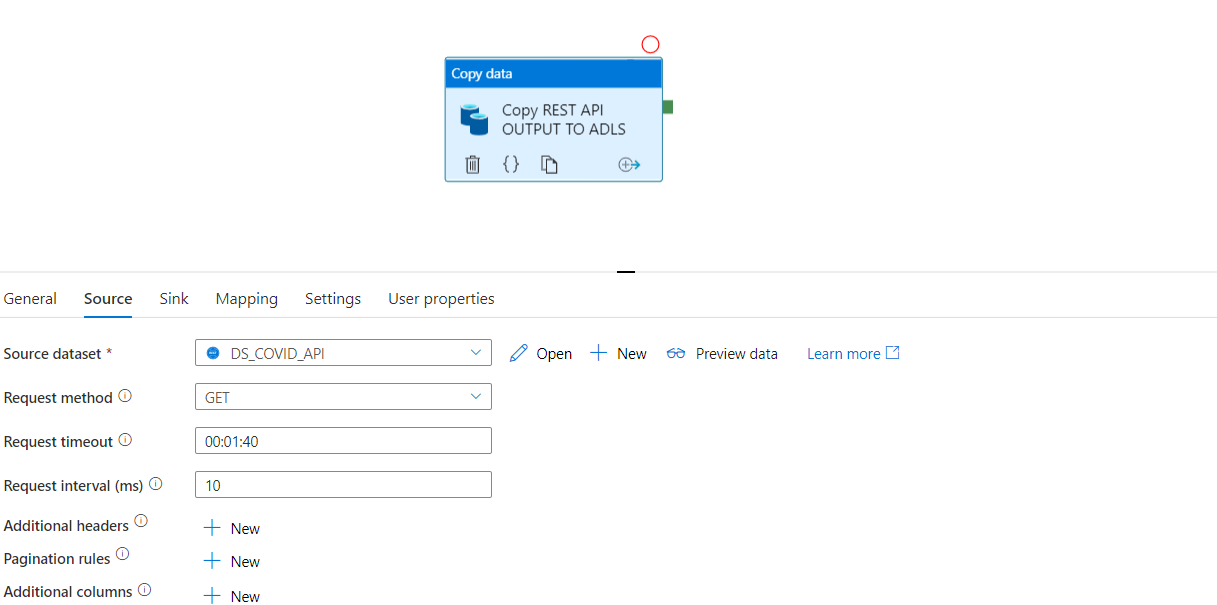 Copy data
Copy REST API
OUTPUT TO ADLS
General Source Sink Mapping Settings User properties
Source dataset * DS_COVID_API Open New Preview data Learn more
Request method GET
Request timeout 00:01:40
Request interval (ms) 10
Additional headers New
Pagination rules New
Additional columns New